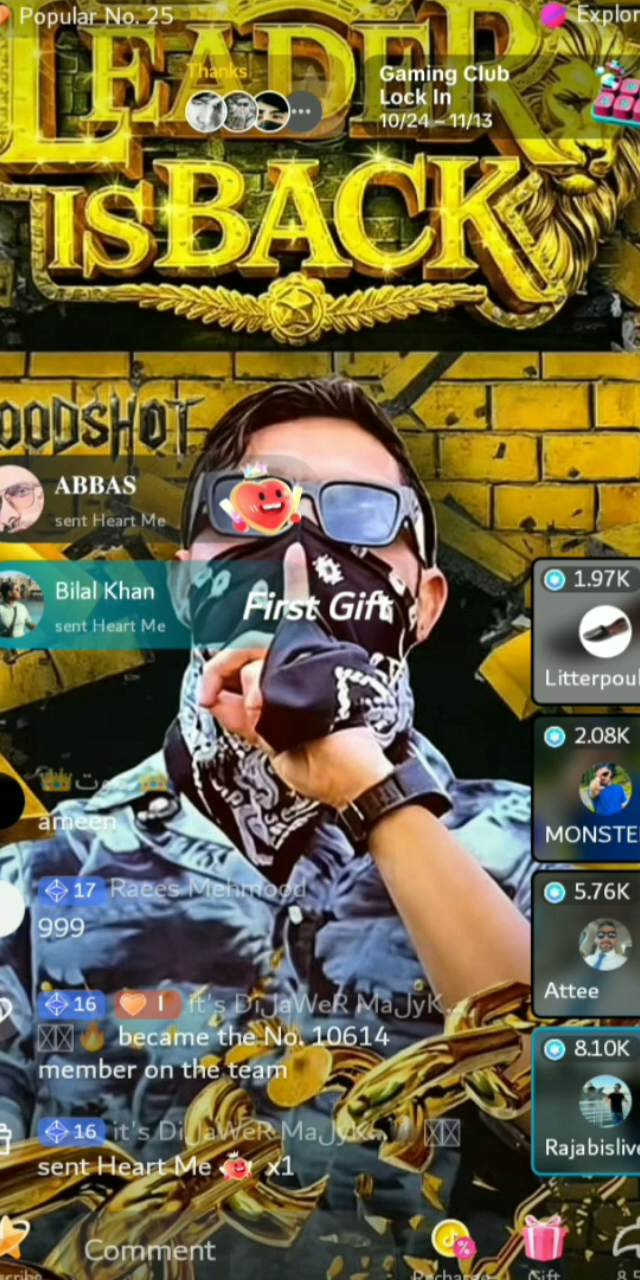 Popular No. 25
Explor
LEADER
Thanks
Gaming Club
Lock In
10/24 – 11/13
IS BACK
OODSHOT
ABBAS
sent Heart Me
Bilal Khan
sent Heart Me
First Gift
1.97K
Litterpoul
2.08K
MONSTE
5.76K
Attee
8.10K
Rajabislive
ameen
17 Raees Mehmood
999
16 I it's DiJaWeR MaJyK...
🔥 became the No. 10614
member on the team
16 it's DiJaWeR MaJyK...
sent Heart Me x1
Comment
scribe
Recharge
Gift